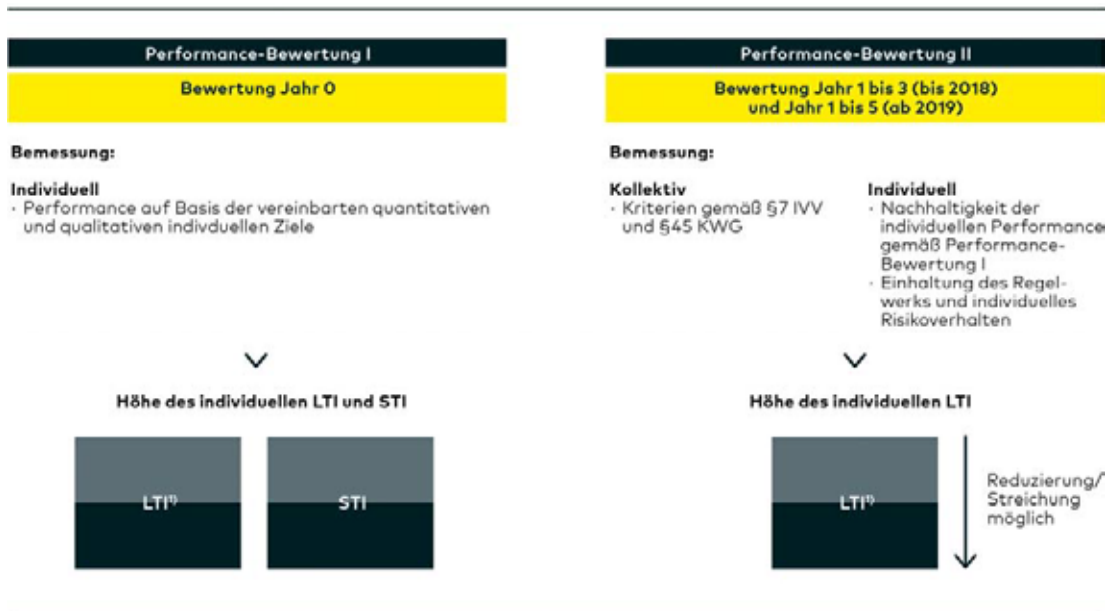 Performance-Bewertung I
Bewertung Jahr 0
Bemessung:
Individuell
· Performance auf Basis der vereinbarten quantitativen
und qualitativen indivduellen Ziele
Höhe des individuellen LTI und STI
LTI¹⁾
STI
Performance-Bewertung II
Bewertung Jahr 1 bis 3 (bis 2018)
und Jahr 1 bis 5 (ab 2019)
Bemessung:
Kollektiv
· Kriterien gemäß §7 IVV
und §45 KWG
Individuell
· Nachhaltigkeit der
individuellen Performance
gemäß Performance-
Bewertung I
· Einhaltung des Regel-
werks und individuelles
Risikoverhalten
Höhe des individuellen LTI
LTI¹⁾
Reduzierung/
Streichung
möglich